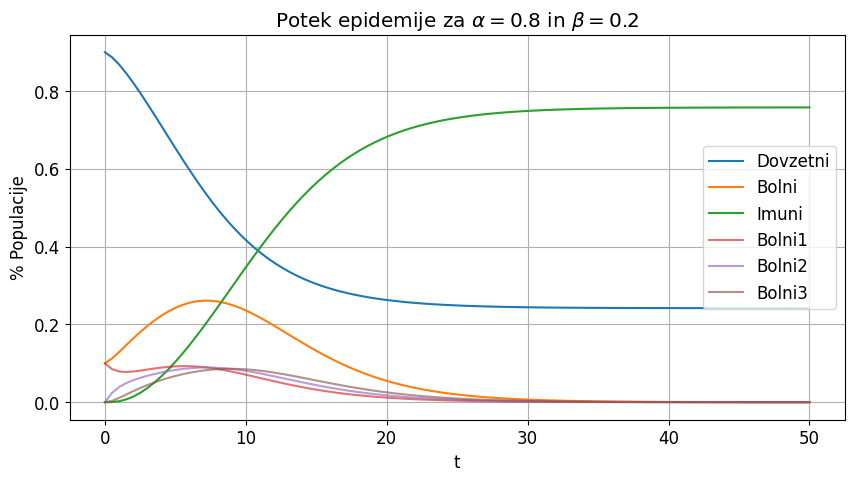 Potek epidemije za α = 0.8 in β = 0.2
% Populacije
0.8
0.6
0.4
0.2
0.0
Dovzetni
Bolni
Imuni
Bolni1
Bolni2
Bolni3
0 10 20 30 40 50
t